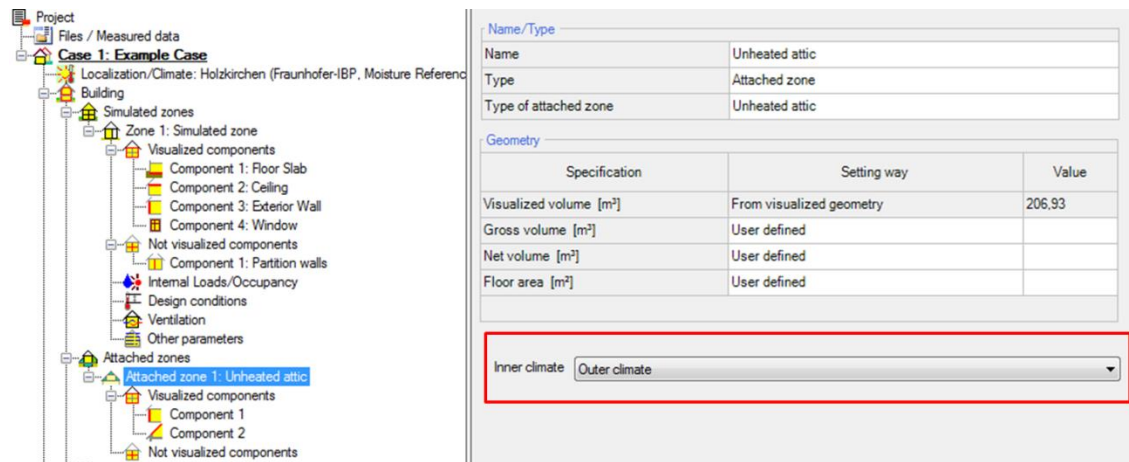 Project
Files / Measured data
Case 1: Example Case
Localization/Climate: Holzkirchen (Fraunhofer-IBP, Moisture Referenc
Building
Simulated zones
Zone 1: Simulated zone
Visualized components
Component 1: Floor Slab
Component 2: Ceiling
Component 3: Exterior Wall
Component 4: Window
Not visualized components
Component 1: Partition walls
Internal Loads/Occupancy
Design conditions
Ventilation
Other parameters
Attached zones
Attached zone 1: Unheated attic
Visualized components
Component 1
Component 2
Not visualized components
Name/Type
Name Unheated attic
Type Attached zone
Type of attached zone Unheated attic
Geometry
Specification Setting way Value
Visualized volume [m³] From visualized geometry 206,93
Gross volume [m³] User defined
Net volume [m³] User defined
Floor area [m²] User defined
Inner climate Outer climate